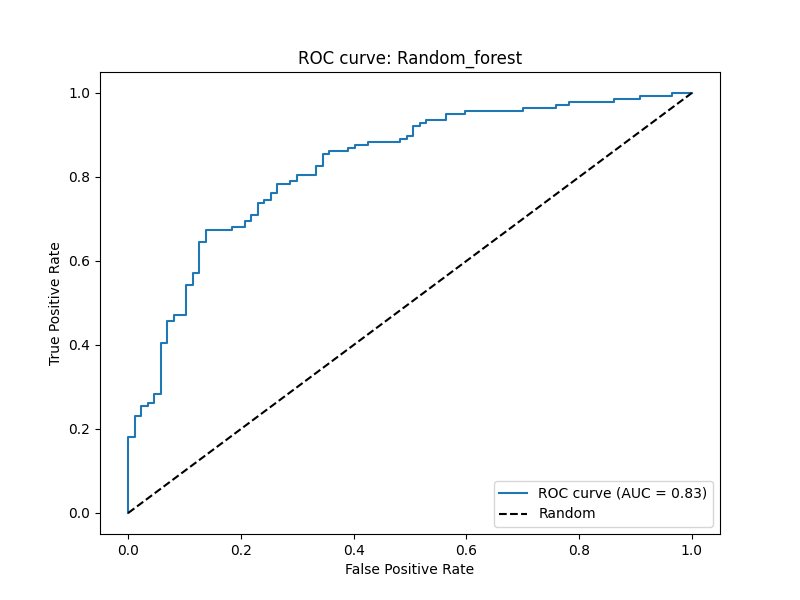 ROC curve: Random_forest
1.0
0.8
0.6
0.4
0.2
0.0
True Positive Rate
0.0 0.2 0.4 0.6 0.8 1.0
False Positive Rate
ROC curve (AUC = 0.83)
Random